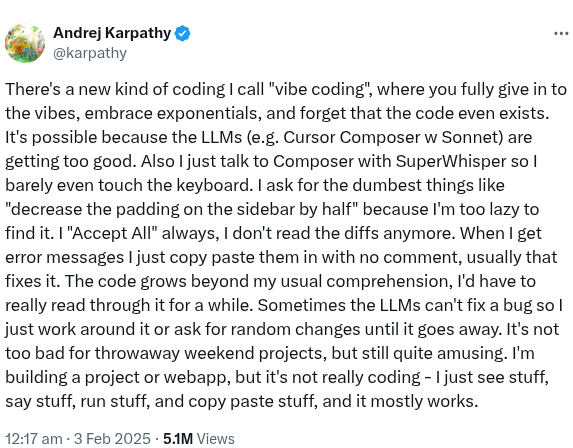 Andrej Karpathy
@karpathy
There's a new kind of coding I call "vibe coding", where you fully give in to
the vibes, embrace exponentials, and forget that the code even exists.
It's possible because the LLMs (e.g. Cursor Composer w Sonnet) are
getting too good. Also I just talk to Composer with SuperWhisper so I
barely even touch the keyboard. I ask for the dumbest things like
"decrease the padding on the sidebar by half" because I'm too lazy to
find it. I "Accept All" always, I don't read the diffs anymore. When I get
error messages I just copy paste them in with no comment, usually that
fixes it. The code grows beyond my usual comprehension, I'd have to
really read through it for a while. Sometimes the LLMs can't fix a bug so I
just work around it or ask for random changes until it goes away. It's not
too bad for throwaway weekend projects, but still quite amusing. I'm
building a project or webapp, but it's not really coding - I just see stuff,
say stuff, run stuff, and copy paste stuff, and it mostly works.
12:17 am · 3 Feb 2025 · 5.1M Views